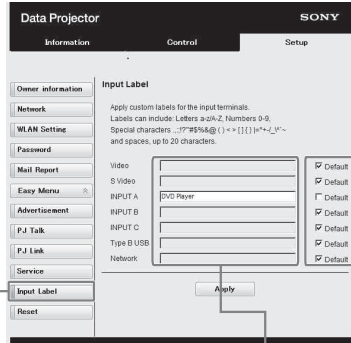 Data Projector
SONY
Information
Control
Setup
Owner information
Network
WLAN Setting
Password
Mail Report
Easy Menu
Advertisement
PJ Talk
PJ Link
Service
Input Label
Reset
Input Label
Apply custom labels for the input terminals.
Labels can include: Letters a-z/A-Z, Numbers 0-9,
Special characters .,:;!?"#$%&@ ( ) < > [ ] { } |=*+-/_\^`~
and spaces, up to 20 characters.
Video
Default
S Video
Default
INPUT A
DVD Player
Default
INPUT B
Default
INPUT C
Default
Type B USB
Default
Network
Default
Apply